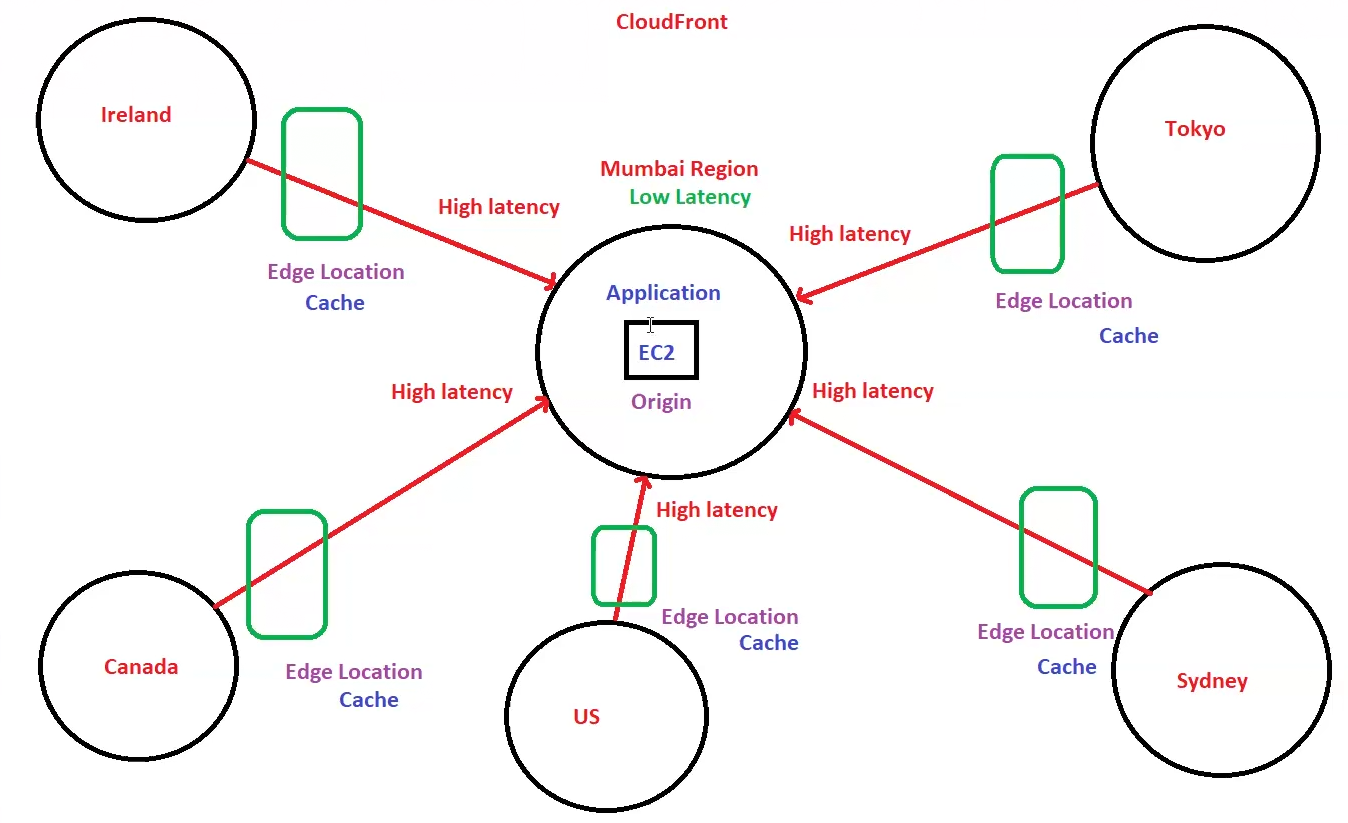 CloudFront
Ireland
Tokyo
Mumbai Region
Low Latency
High latency
High latency
Edge Location
Cache
Application
EC2
Origin
Edge Location
Cache
High latency
High latency
High latency
Edge Location
Cache
Edge Location
Cache
Edge Location
Cache
Canada
US
Sydney